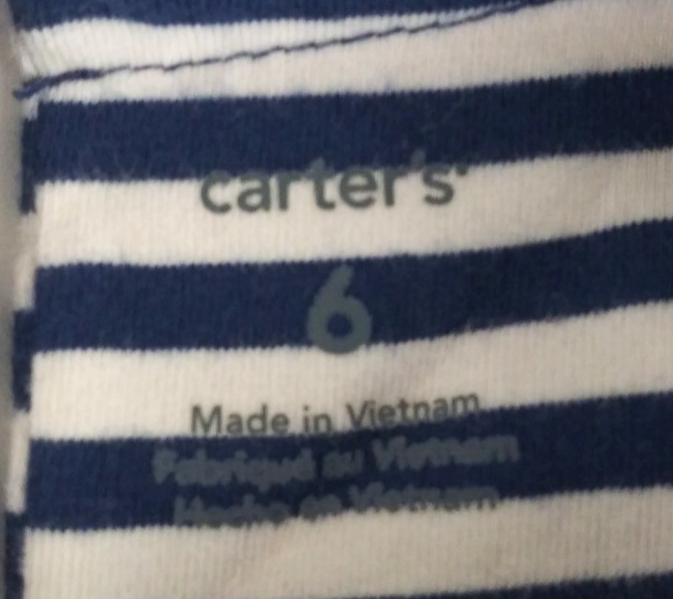 carter's
6
Made in Vietnam
Fabriqué au Vietnam
Hecho en Vietnam